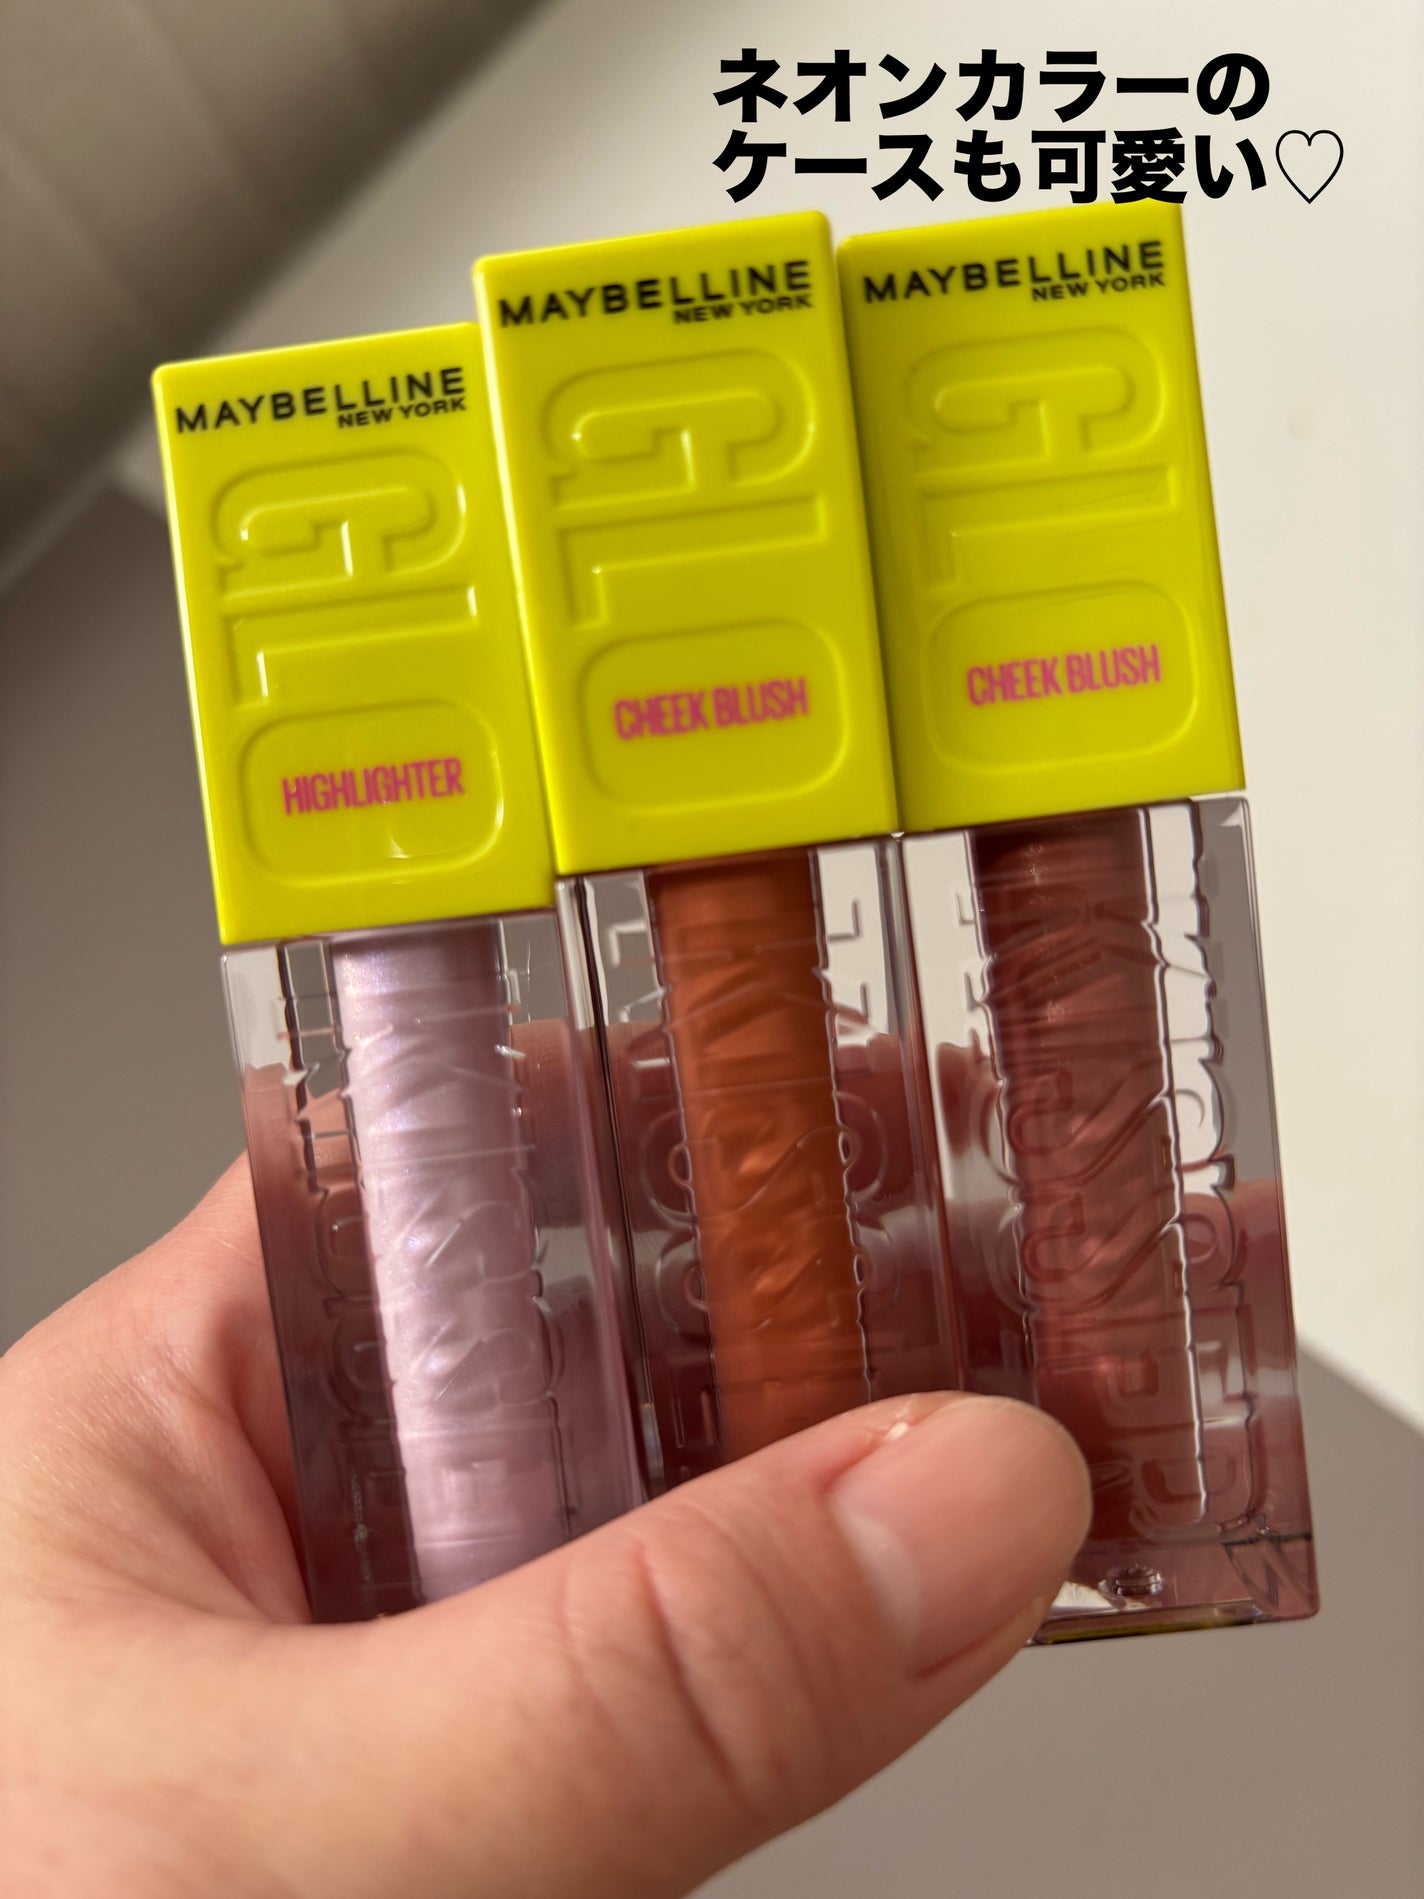 ネオンカラーの
ケースも可愛い♡
MAYBELLINE
NEW YORK
GLO
HIGHLIGHTER
MAYBELLINE
NEW YORK
GLO
CHEEK BLUSH
MAYBELLINE
NEW YORK
GLO
CHEEK BLUSH